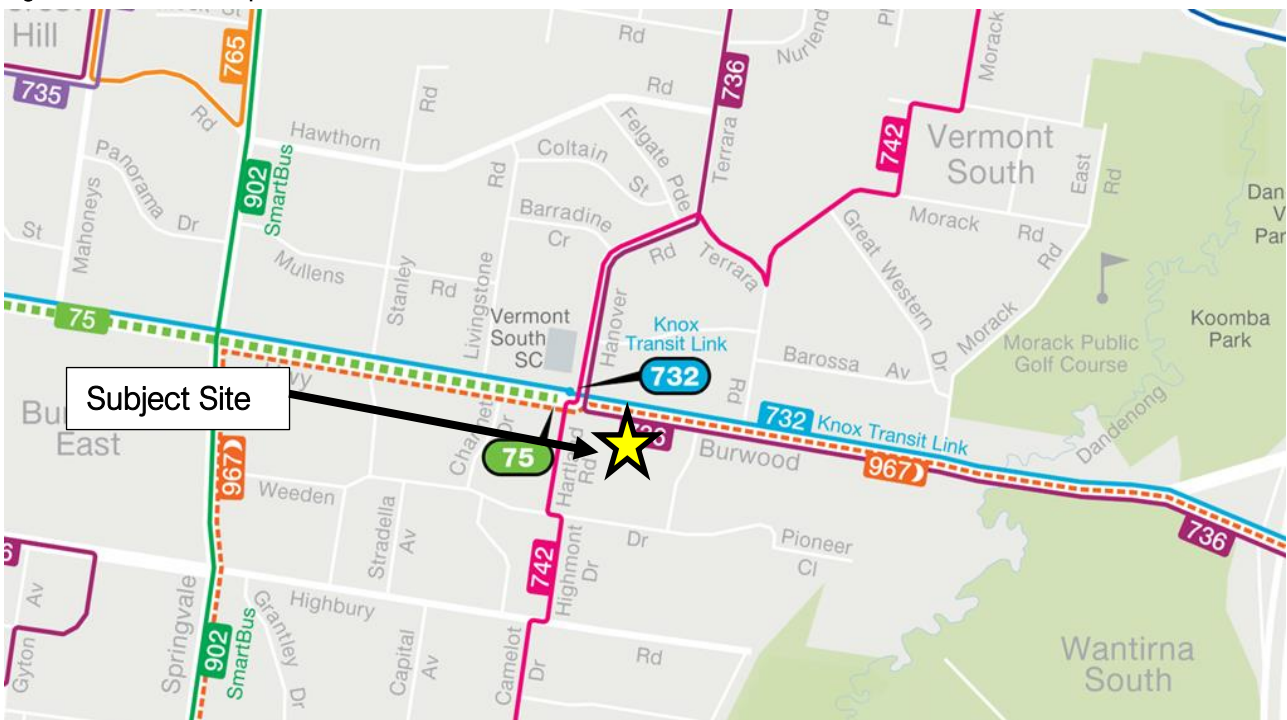 Hill
Rd
Nurlend
Morack
765
736
735
Rd
Rd
Rd
Hawthorn
Felgate Pde
Coltain
St
Terrara
742
Vermont
South
East
Rd
Panorama
Dr
902
SmartBus
Rd
Barradine
Cr
Morack
Rd
Rd
Mahoneys
St
Mullens
Rd
Stanley
Livingstone
Rd
Terrara
Great Western
Dr
Morack
Hanover
Vermont
South
SC
Knox
Transit Link
732
Morack Public
Golf Course
Koomba
Park
75
Barossa
Av
Rd
Subject Site
East
75
732
Knox Transit Link
Burwood
967
Dandenong
967
Weeden
Hartland
Rd
Dr
Stradella
Av
Dr
Pioneer
Cl
736
742
Highmont
Dr
Av
Gyton
Springvale
Highbury
Grantley
Dr
Capital
Av
Camelot
Dr
Rd
902
SmartBus
Wantirna
South